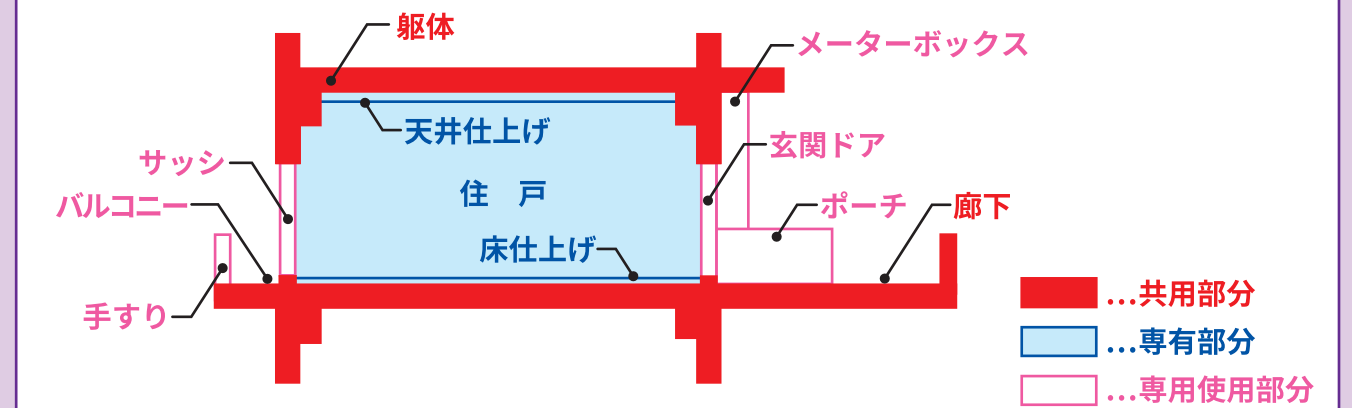 躯体
メーターボックス
天井仕上げ
玄関ドア
サッシ
住　戸
バルコニー
ポーチ
廊下
床仕上げ
手すり
…共用部分
…専有部分
…専用使用部分